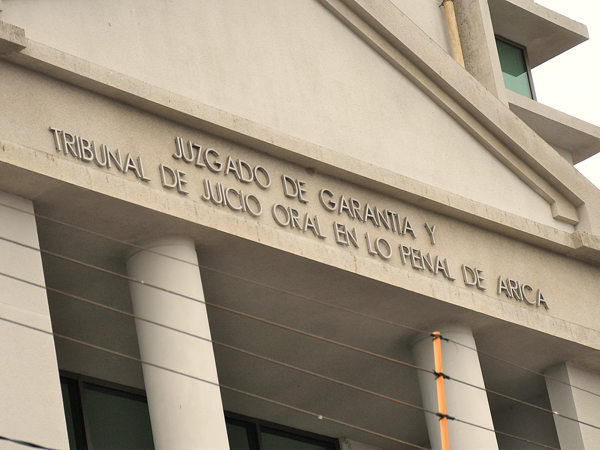 JUZGADO DE GARANTIA Y
TRIBUNAL DE JUICIO ORAL EN LO PENAL DE ARICA